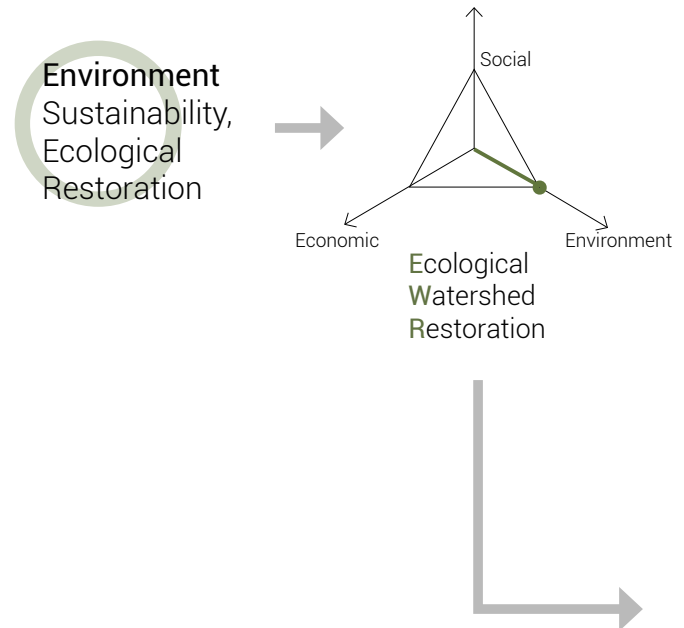 Environment
Sustainability,
Ecological
Restoration
Social
Economic
Environment
Ecological
Watershed
Restoration